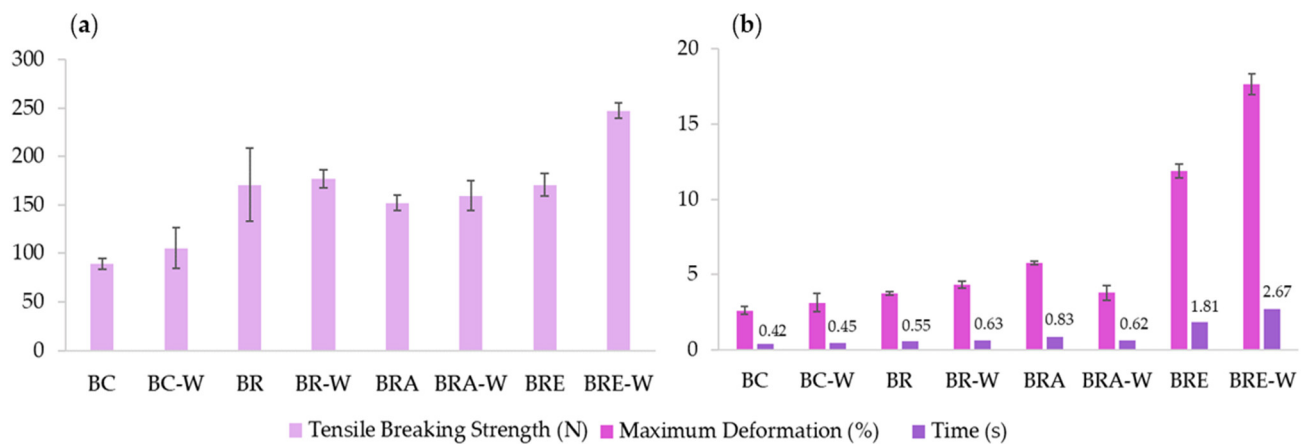 (a)
300
250
200
150
100
50
0
BC BC-W BR BR-W BRA BRA-W BRE BRE-W
(b)
20
15
10
5
0
0.42 0.45 0.55 0.63 0.83 0.62 1.81 2.67
BC BC-W BR BR-W BRA BRA-W BRE BRE-W
Tensile Breaking Strength (N) Maximum Deformation (%) Time (s)